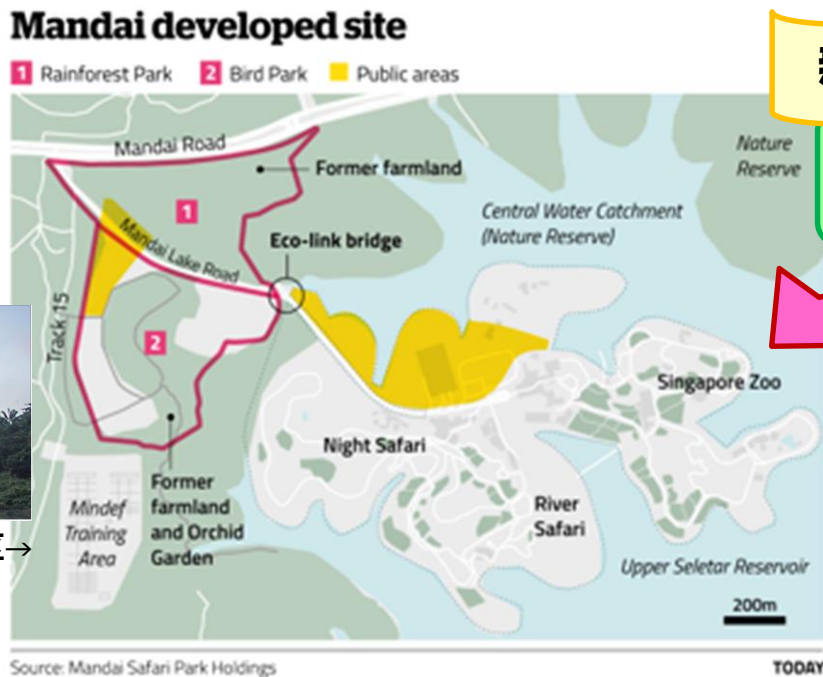 Mandai developed site
1 Rainforest Park 2 Bird Park Public areas
Mandai Road
Former farmland
Nature
Reserve
1
Central Water Catchment
(Nature Reserve)
Mandai Lake Road
Eco-link bridge
Track 15
2
Singapore Zoo
Night Safari
Former
farmland
and Orchid
Garden
Mindef
Training
Area
River
Safari
→
Upper Seletar Reservoir
200m
Source: Mandai Safari Park Holdings
TODAY